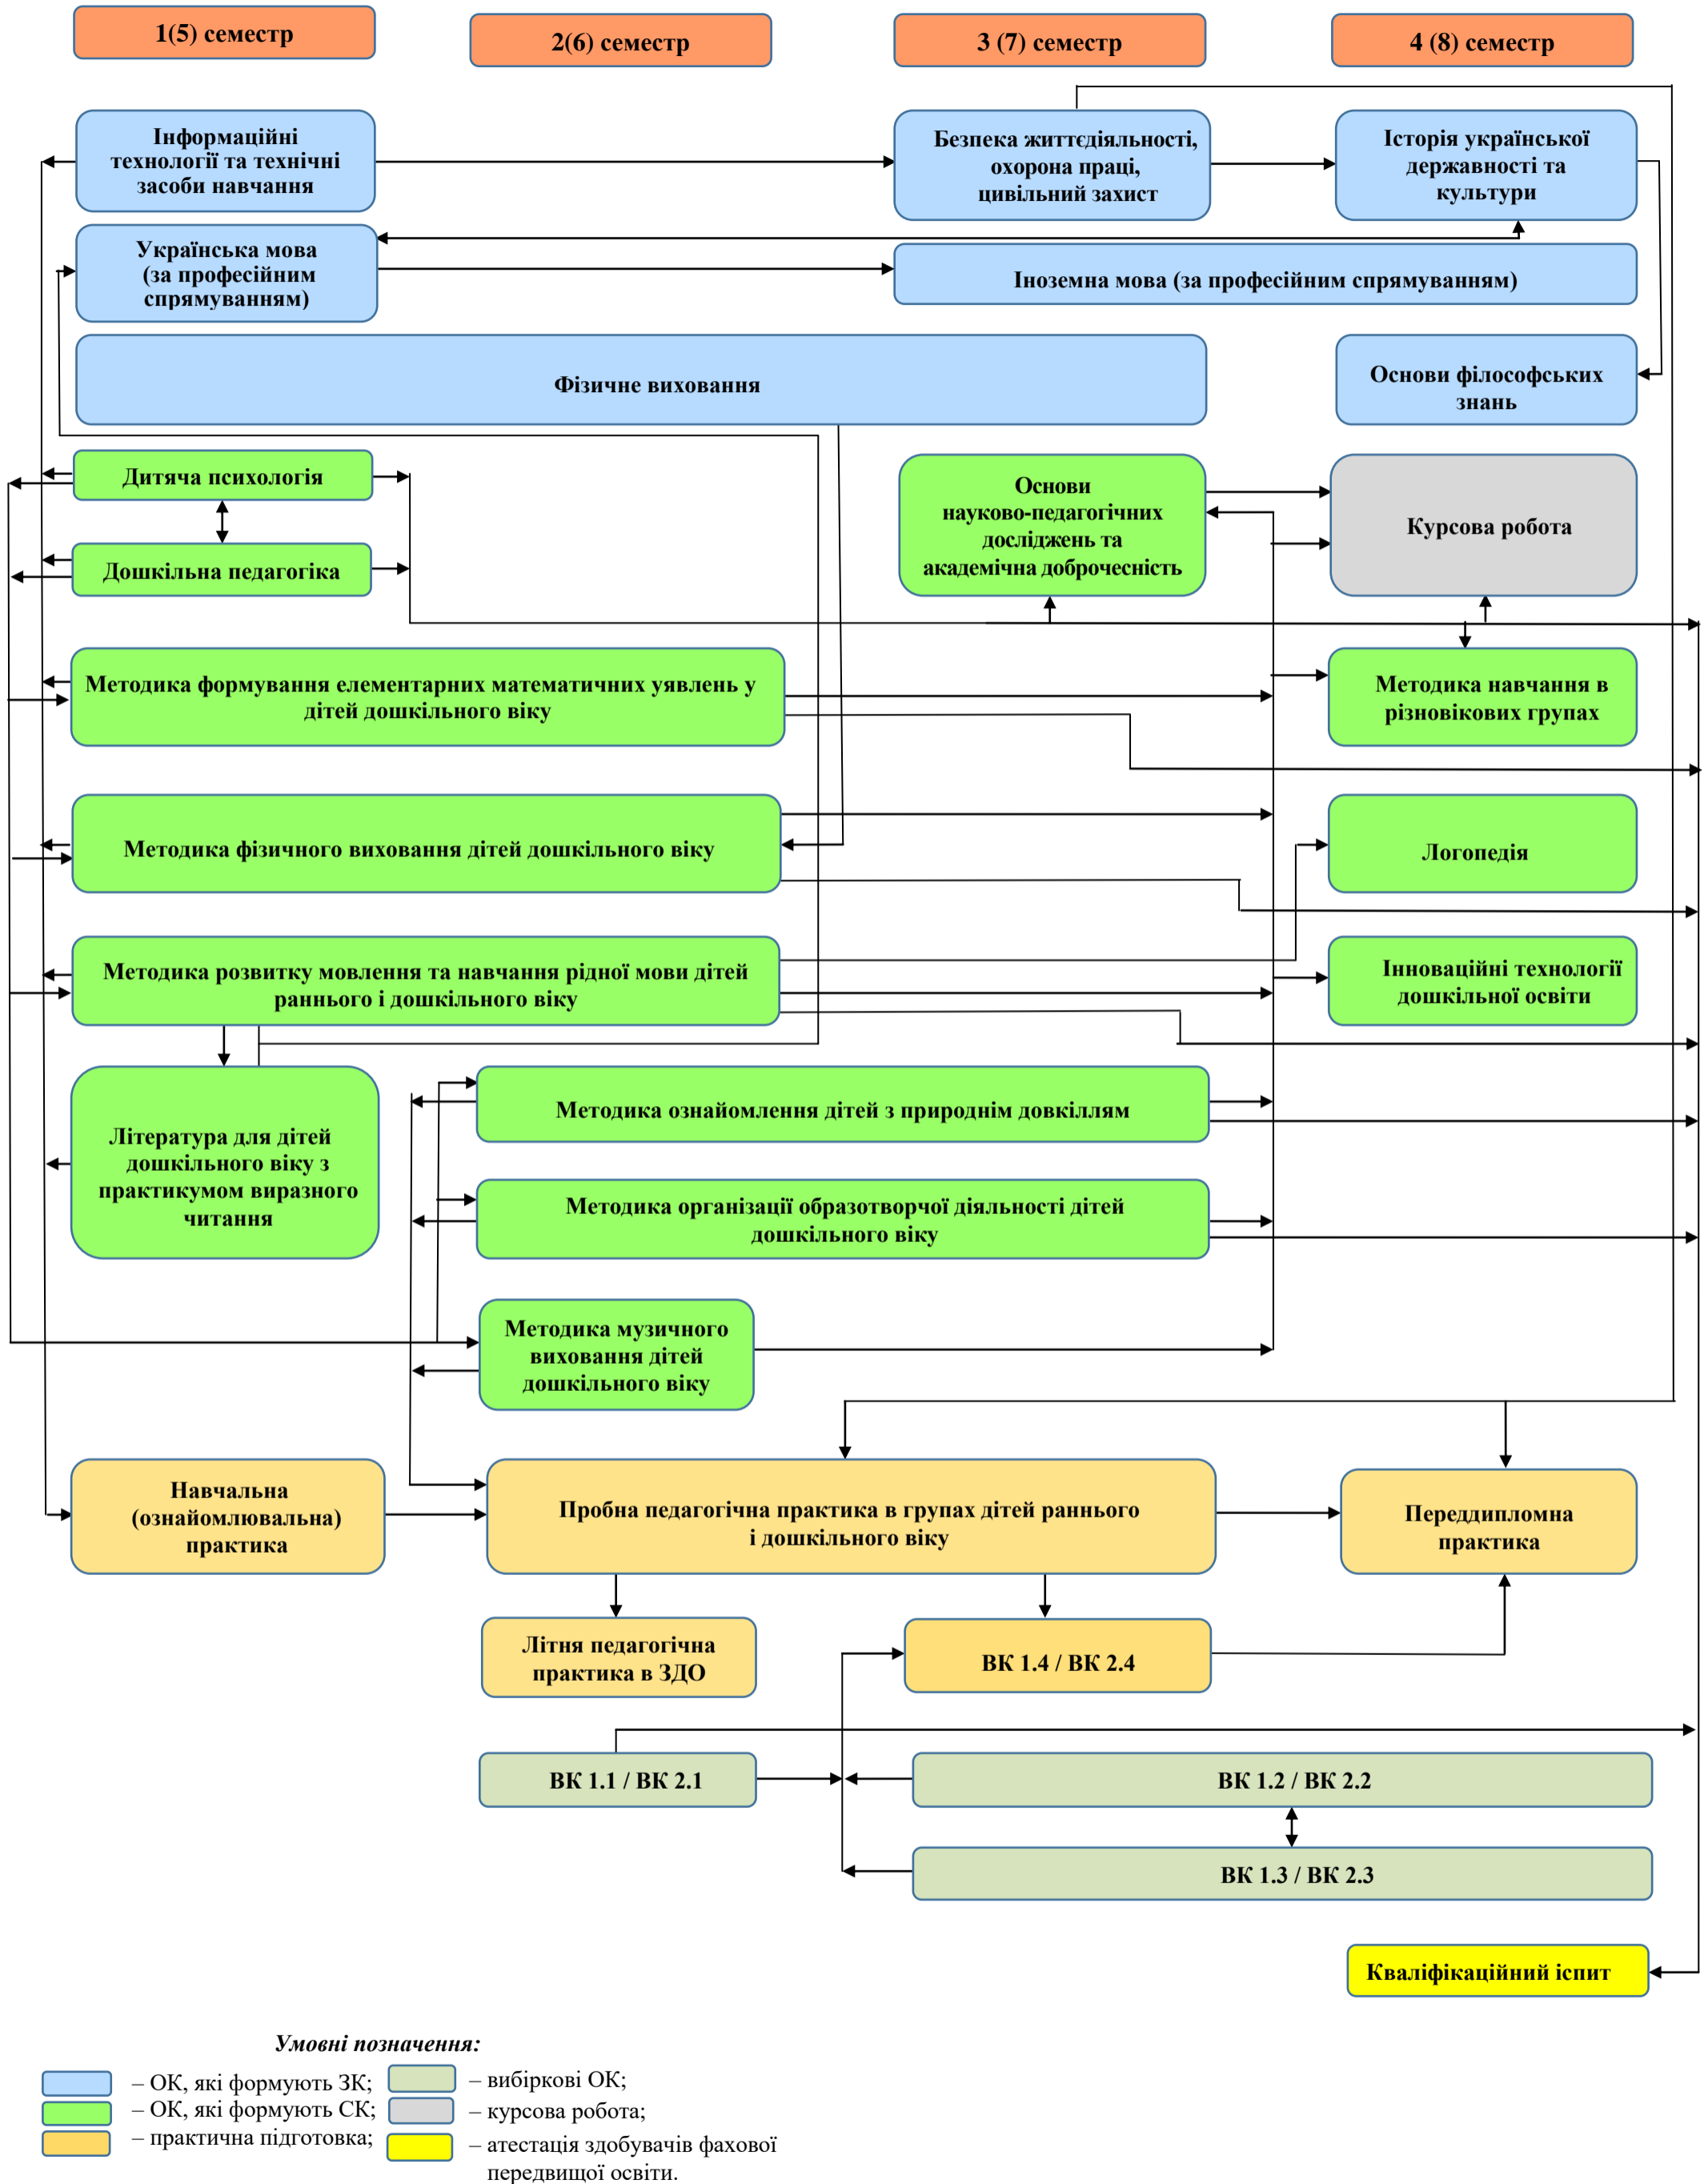 1(5) семестр
2(6) семестр
3 (7) семестр
4 (8) семестр
Інформаційні
технології та технічні
засоби навчання
Безпека життєдіяльності,
охорона праці,
цивільний захист
Історія української
державності та
культури
Українська мова
(за професійним
спрямуванням)
Іноземна мова (за професійним спрямуванням)
Фізичне виховання
Основи філософських
знань
Дитяча психологія
Дошкільна педагогіка
Основи
науково-педагогічних
досліджень та
академічна доброчесність
Курсова робота
Методика формування елементарних математичних уявлень у
дітей дошкільного віку
Методика навчання в
різновікових групах
Методика фізичного виховання дітей дошкільного віку
Логопедія
Методика розвитку мовлення та навчання рідної мови дітей
раннього і дошкільного віку
Інноваційні технології
дошкільної освіти
Література для дітей
дошкільного віку з
практикумом виразного
читання
Методика ознайомлення дітей з природнім довкіллям
Методика організації образотворчої діяльності дітей
дошкільного віку
Методика музичного
виховання дітей
дошкільного віку
Навчальна
(ознайомлювальна)
практика
Пробна педагогічна практика в групах дітей раннього
і дошкільного віку
Переддипломна
практика
Літня педагогічна
практика в ЗДО
ВК 1.4 / ВК 2.4
ВК 1.1 / ВК 2.1
ВК 1.2 / ВК 2.2
ВК 1.3 / ВК 2.3
Кваліфікаційний іспит
Умовні позначення:
– ОК, які формують ЗК;
– ОК, які формують СК;
– практична підготовка;
– вибіркові ОК;
– курсова робота;
– атестація здобувачів фахової
передвищої освіти.